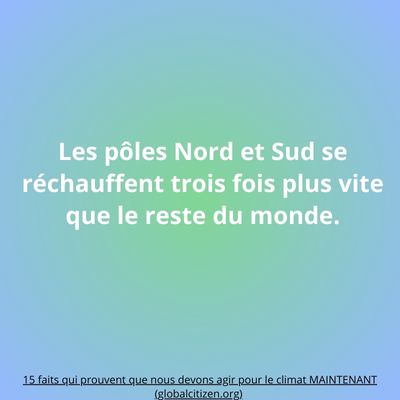 Les pôles Nord et Sud se
réchauffent trois fois plus vite
que le reste du monde.
15 faits qui prouvent que nous devons agir pour le climat MAINTENANT
(globalcitizen.org)